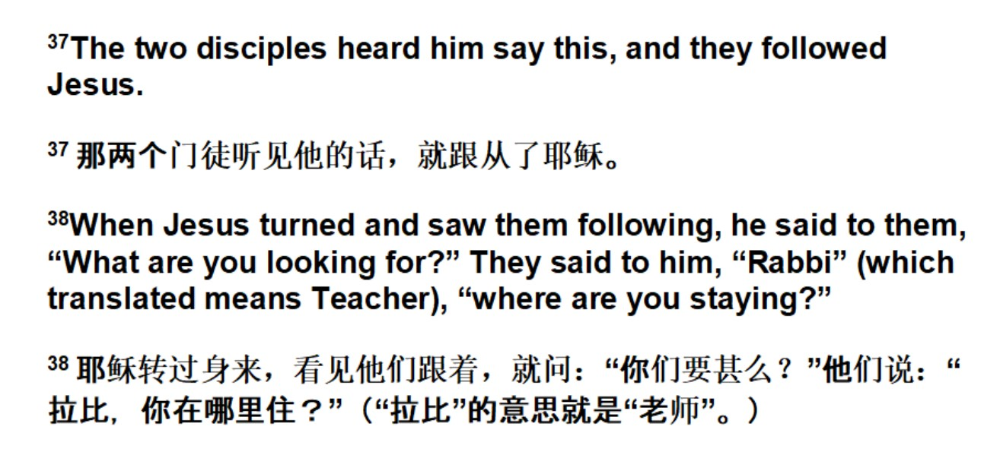 37The two disciples heard him say this, and they followed
Jesus.
37 那两个门徒听见他的话，就跟从了耶稣。
38When Jesus turned and saw them following, he said to them,
“What are you looking for?” They said to him, “Rabbi” (which
translated means Teacher), “where are you staying?”
38 耶稣转过身来，看见他们跟着，就问：“你们要甚么？”他们说：“
拉比，你在哪里住？”（“拉比”的意思就是“老师”。）